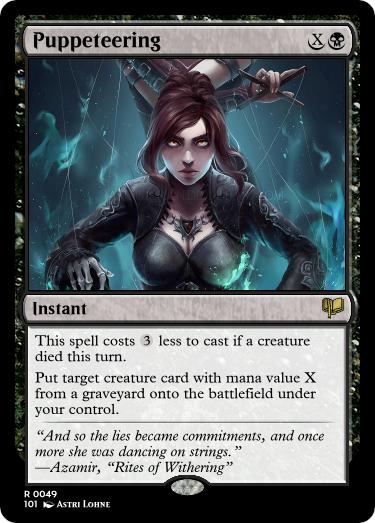 Puppeteering X
Instant
This spell costs 3 less to cast if a creature
died this turn.
Put target creature card with mana value X
from a graveyard onto the battlefield under
your control.
“And so the lies became commitments, and once
more she was dancing on strings.”
—Azamir, “Rites of Withering”
R 0049
101 Astri Lohne